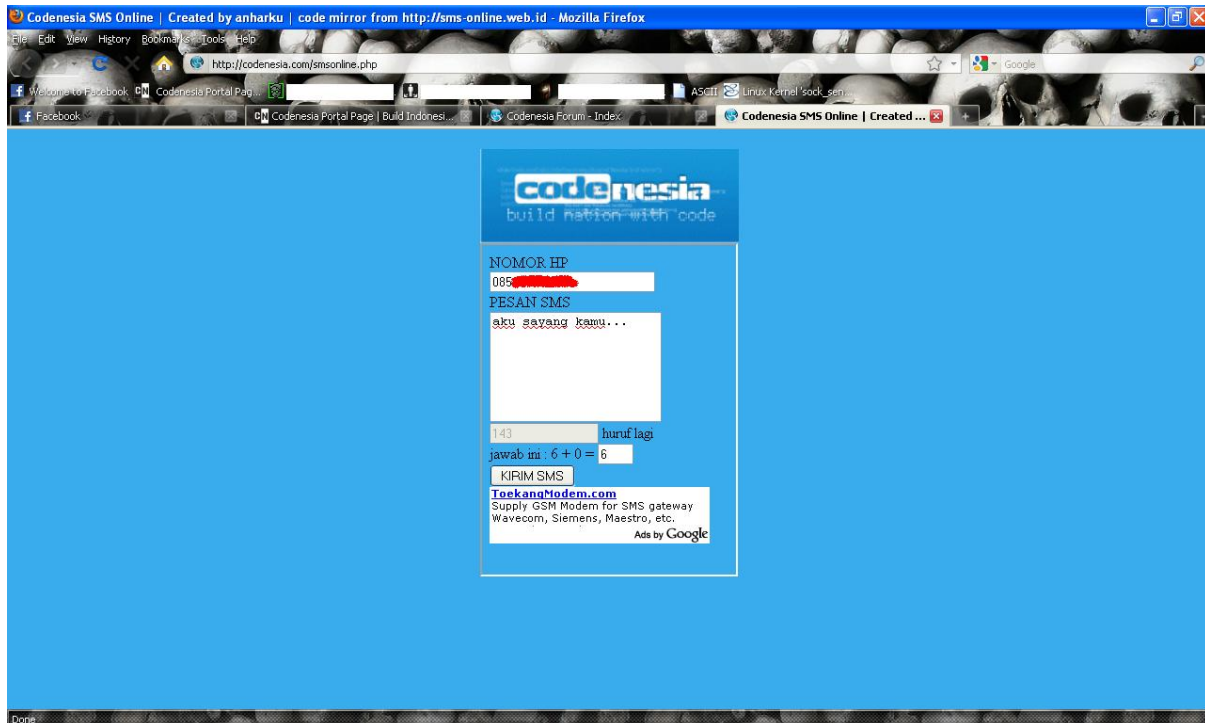 Codenesia SMS Online | Created by anharku | code mirror from http://sms-online.web.id - Mozilla Firefox
File Edit View History Bookmarks Tools Help
http://codenesia.com/smsonline.php
Google
Welcome to Facebook CN Codenesia Portal Pag... ASCII Linux Kernel 'sock_sen...
Facebook CN Codenesia Portal Page | Build Indonesi... Codenesia Forum - Index Codenesia SMS Online | Created ...
codenesia
build nation with code
NOMOR HP
085
PESAN SMS
aku sayang kamu...
143 huruf lagi
jawab ini : 6 + 0 = 6
KIRIM SMS
ToekangModem.com
Supply GSM Modem for SMS gateway
Wavecom, Siemens, Maestro, etc.
Ads by Google
Done